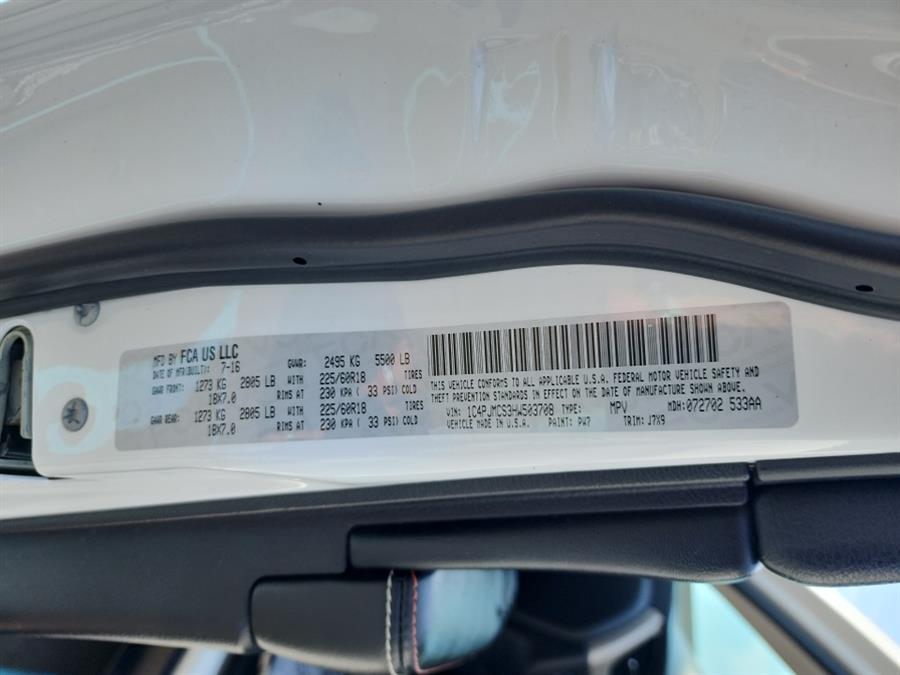 MFD BY FCA US LLC
DATE OF MFR(BUILT): 7-16 GVWR: 2495 KG 5500 LB
GAWR FRONT: 1273 KG 2805 LB WITH 225/60R18 TIRES
18X7.0 RIMS AT 230 KPA ( 33 PSI) COLD
GAWR REAR: 1273 KG 2805 LB WITH 225/60R18 TIRES
18X7.0 RIMS AT 230 KPA ( 33 PSI) COLD
THIS VEHICLE CONFORMS TO ALL APPLICABLE U.S.A. FEDERAL MOTOR VEHICLE SAFETY AND
THEFT PREVENTION STANDARDS IN EFFECT ON THE DATE OF MANUFACTURE SHOWN ABOVE.
VIN: 1C4PJMCS3HW503708 TYPE: MPV MDH: 072702 533AA
VEHICLE MADE IN U.S.A. PAINT: PW7 TRIM: J7X9